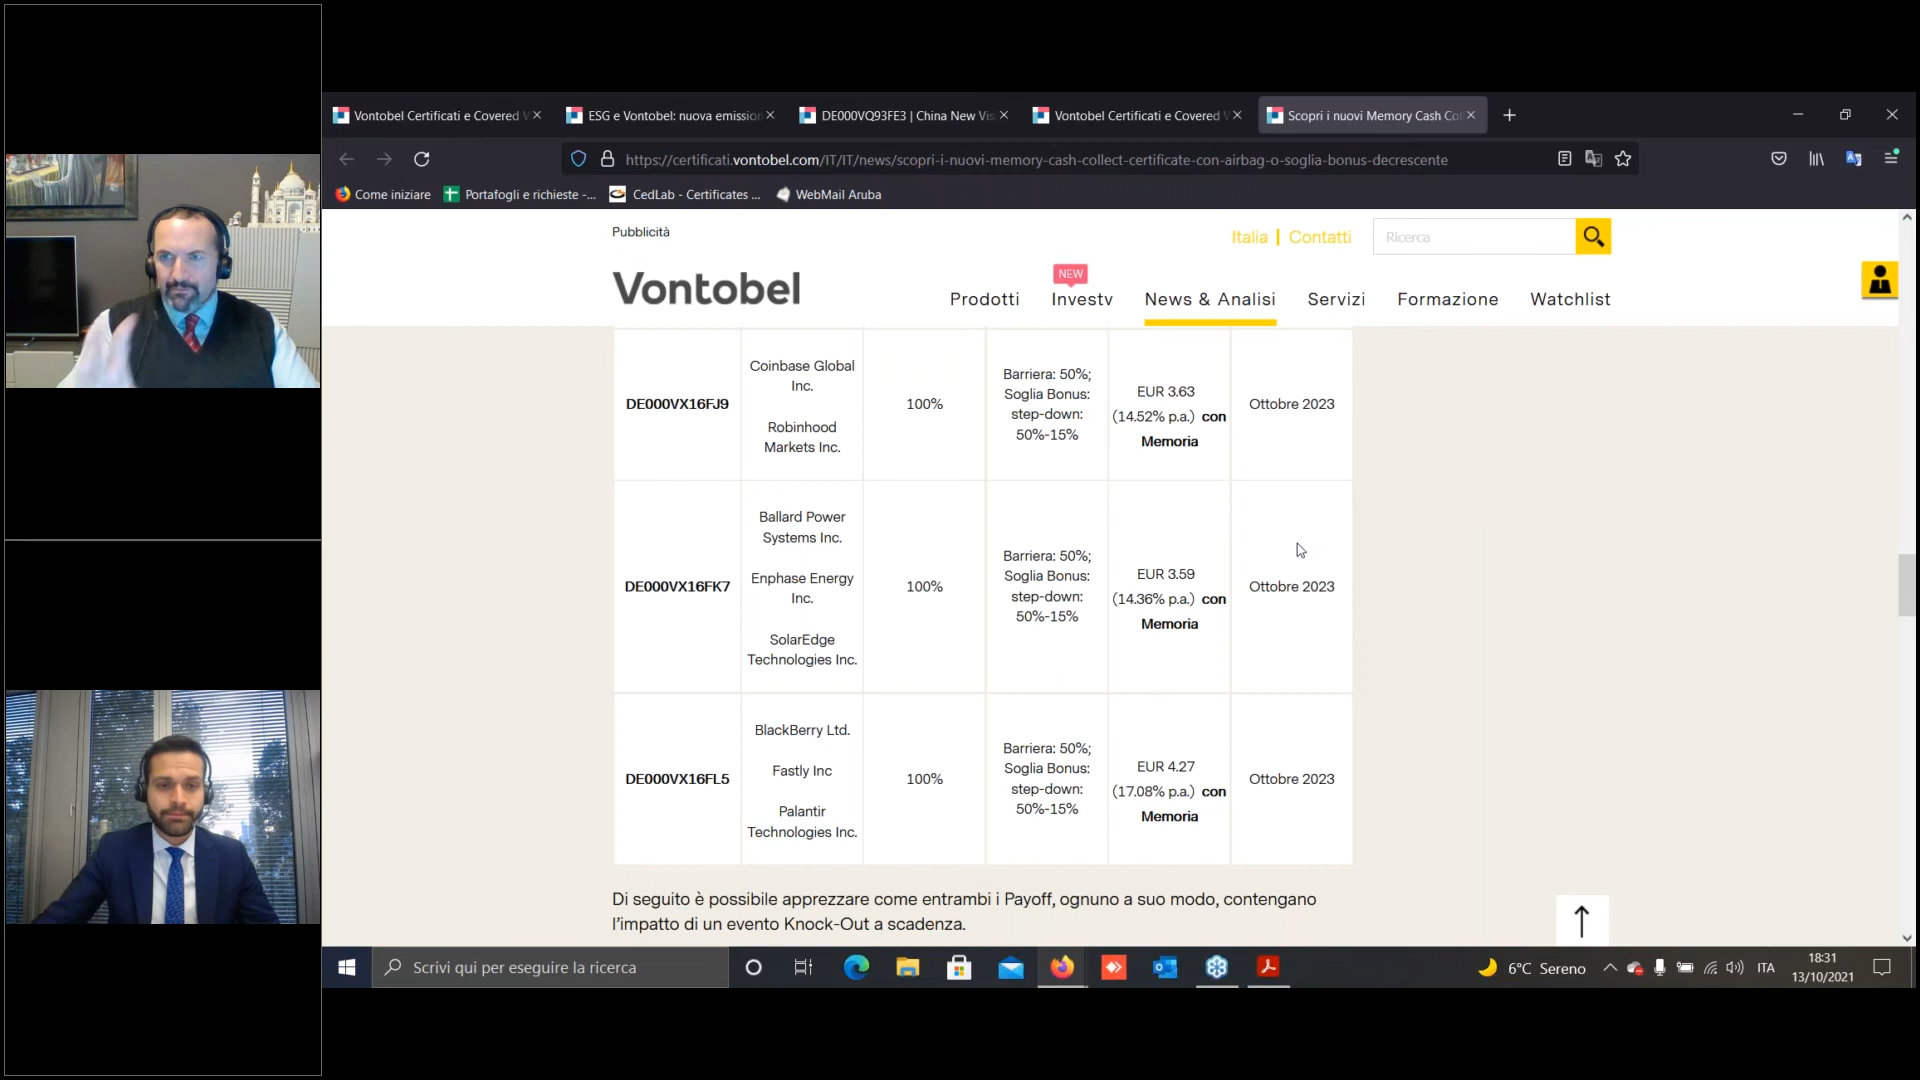 Vontobel Certificati e Covered W
ESG e Vontobel: nuova emission
DE000VQ93FE3 | China New Vis
Vontobel Certificati e Covered W
Scopri i nuovi Memory Cash Col
https://certificati.vontobel.com/IT/IT/news/scopri-i-nuovi-memory-cash-collect-certificate-con-airbag-o-soglia-bonus-decrescente
Come iniziare
Portafogli e richieste -...
CedLab - Certificates ...
WebMail Aruba
Pubblicità
Italia | Contatti
Ricerca
Vontobel
NEW
Prodotti
Investv
News & Analisi
Servizi
Formazione
Watchlist
DE000VX16FJ9
Coinbase Global
Inc.
Robinhood
Markets Inc.
100%
Barriera: 50%;
Soglia Bonus:
step-down:
50%-15%
EUR 3.63
(14.52% p.a.) con
Memoria
Ottobre 2023
DE000VX16FK7
Ballard Power
Systems Inc.
Enphase Energy
Inc.
SolarEdge
Technologies Inc.
100%
Barriera: 50%;
Soglia Bonus:
step-down:
50%-15%
EUR 3.59
(14.36% p.a.) con
Memoria
Ottobre 2023
DE000VX16FL5
BlackBerry Ltd.
Fastly Inc
Palantir
Technologies Inc.
100%
Barriera: 50%;
Soglia Bonus:
step-down:
50%-15%
EUR 4.27
(17.08% p.a.) con
Memoria
Ottobre 2023
Di seguito è possibile apprezzare come entrambi i Payoff, ognuno a suo modo, contengano
l'impatto di un evento Knock-Out a scadenza.
Scrivi qui per eseguire la ricerca
6°C Sereno
ITA
18:31
13/10/2021